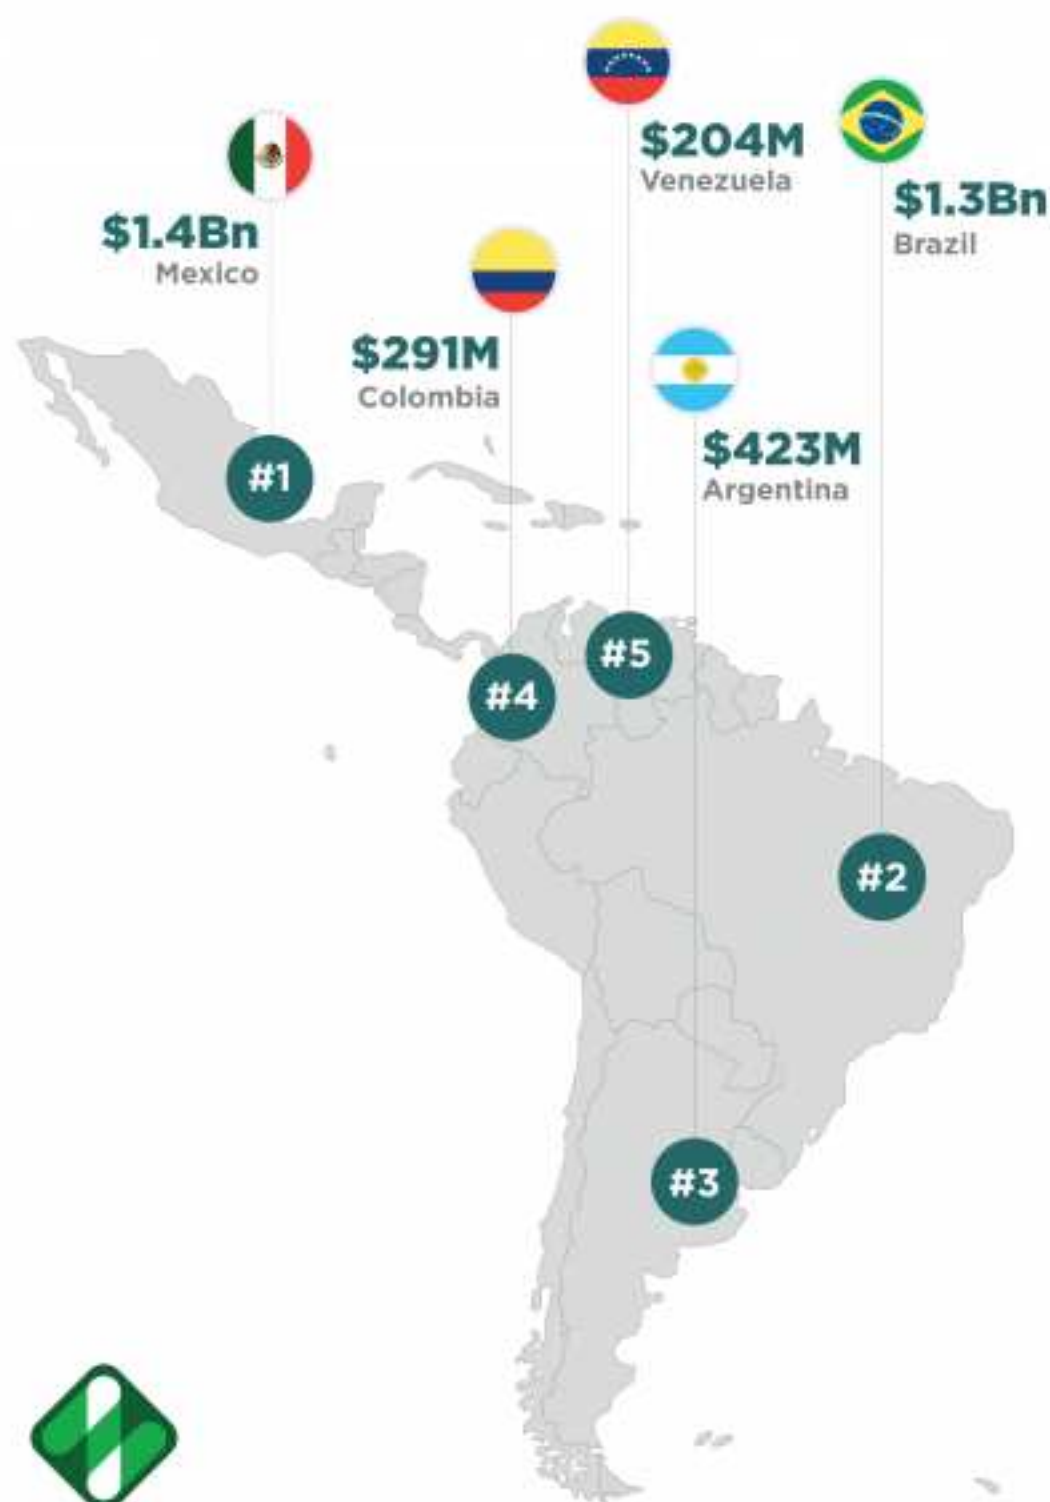 $204M
Venezuela
$1.3Bn
Brazil
$1.4Bn
Mexico
$291M
Colombia
$423M
Argentina
#1
#5
#4
#2
#3